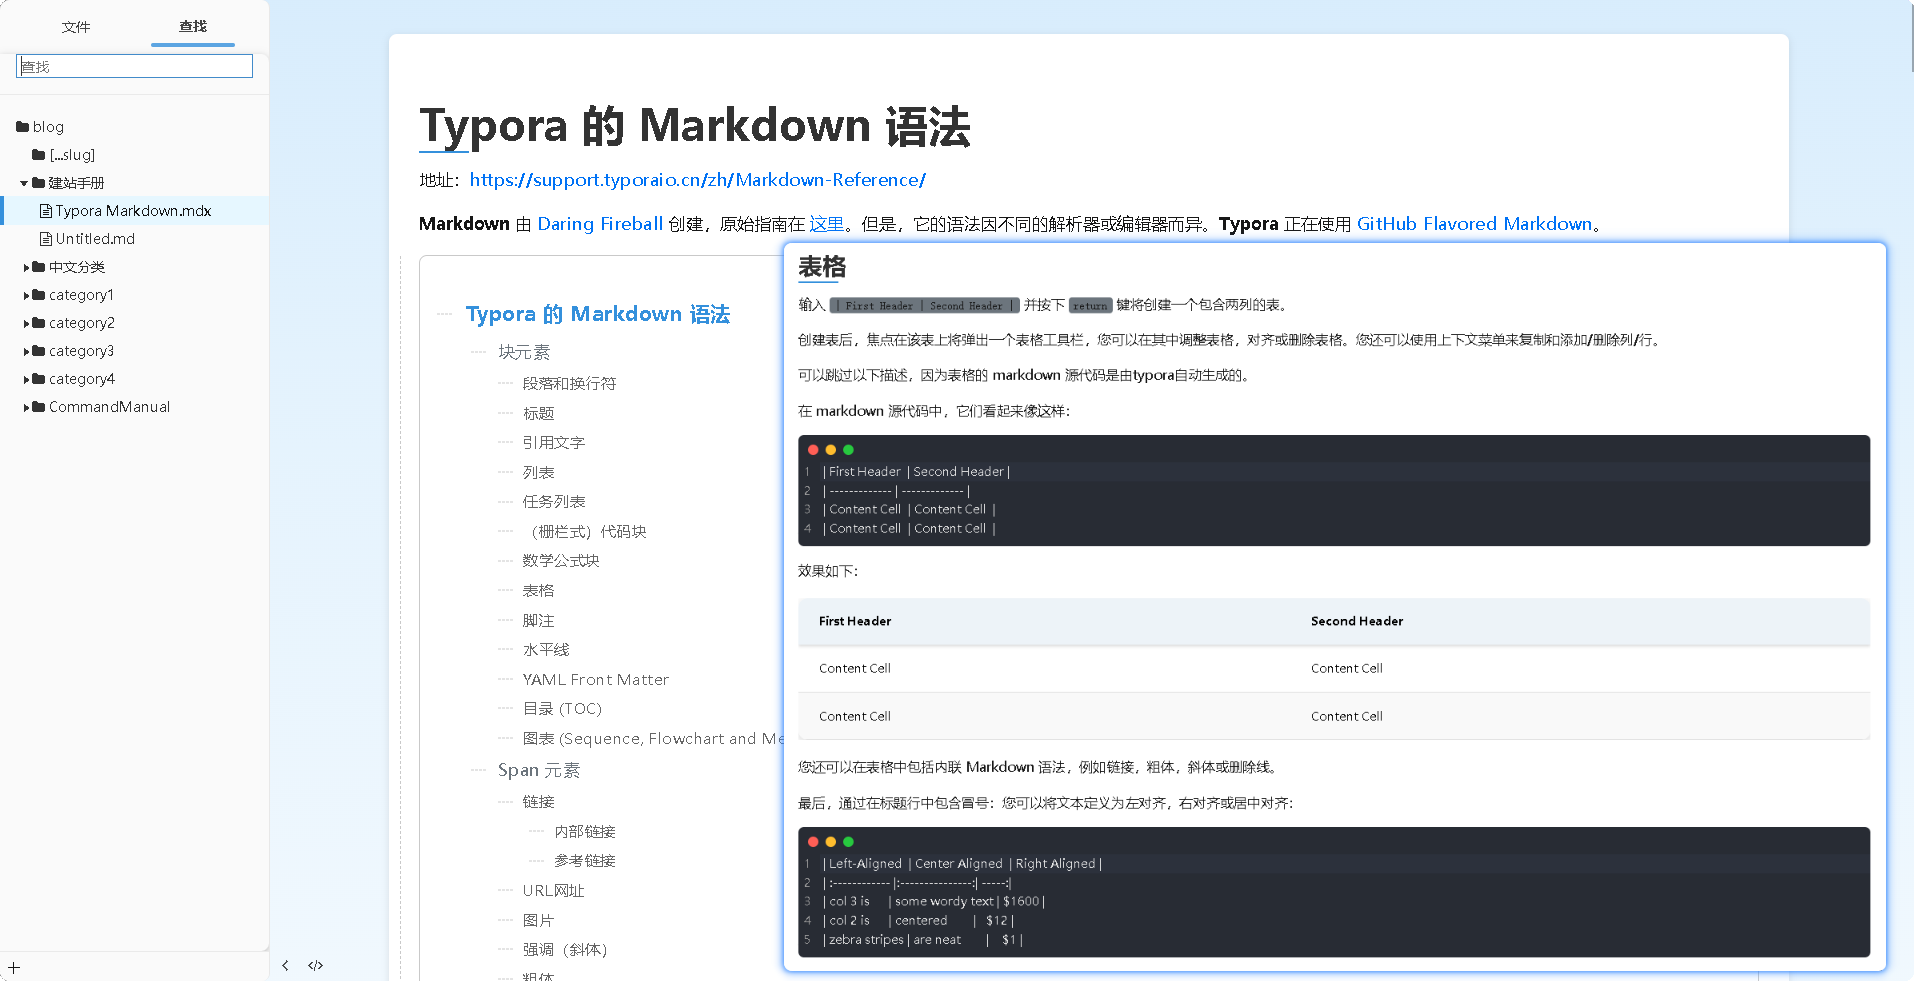 文件
查找
查找
blog
[...slug]
建站手册
Typora Markdown.mdx
Untitled.md
中文分类
category1
category2
category3
category4
CommandManual
Typora 的 Markdown 语法
地址：https://support.typoraio.cn/zh/Markdown-Reference/
Markdown 由 Daring Fireball 创建，原始指南在 这里。但是，它的语法因不同的解析器或编辑器而异。Typora 正在使用 GitHub Flavored Markdown。
Typora 的 Markdown 语法
块元素
段落和换行符
标题
引用文字
列表
任务列表
（栅栏式）代码块
数学公式块
表格
脚注
水平线
YAML Front Matter
目录 (TOC)
图表 (Sequence, Flowchart and Me
Span 元素
链接
内部链接
参考链接
URL网址
图片
强调（斜体）
粗体
表格
输入 | First Header | Second Header | 并按下 return 键将创建一个包含两列的表。
创建表后，焦点在该表上将弹出一个表格工具栏，您可以在其中调整表格，对齐或删除表格。您还可以使用上下文菜单来复制和添加/删除列/行。
可以跳过以下描述，因为表格的 markdown 源代码是由typora自动生成的。
在 markdown 源代码中，它们看起来像这样：
1 | First Header | Second Header |
2 | ------------- | ------------- |
3 | Content Cell | Content Cell |
4 | Content Cell | Content Cell |
效果如下：
First Header Second Header
Content Cell Content Cell
Content Cell Content Cell
您还可以在表格中包括内联 Markdown 语法，例如链接，粗体，斜体或删除线。
最后，通过在标题行中包含冒号：您可以将文本定义为左对齐，右对齐或居中对齐：
1 | Left-Aligned | Center Aligned | Right Aligned |
2 | :------------ |:---------------:| -----:|
3 | col 3 is | some wordy text | $1600 |
4 | col 2 is | centered | $12 |
5 | zebra stripes | are neat | $1 |